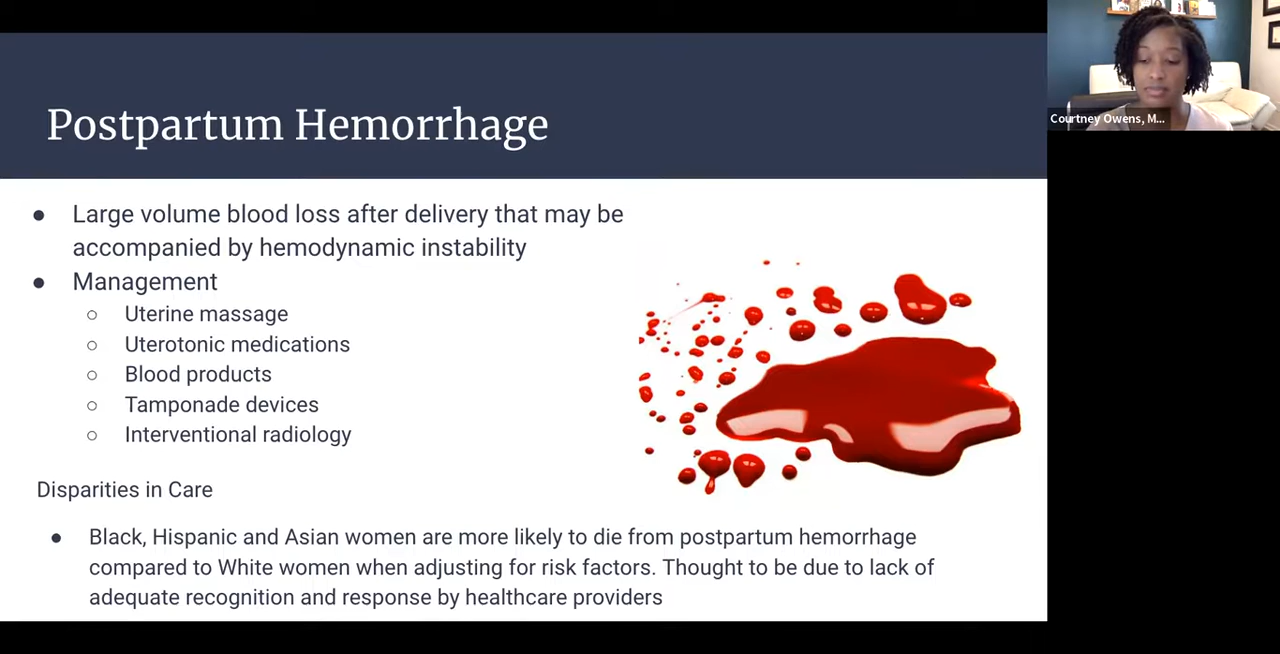 Postpartum Hemorrhage
● Large volume blood loss after delivery that may be
accompanied by hemodynamic instability
● Management
○ Uterine massage
○ Uterotonic medications
○ Blood products
○ Tamponade devices
○ Interventional radiology
Disparities in Care
● Black, Hispanic and Asian women are more likely to die from postpartum hemorrhage
compared to White women when adjusting for risk factors. Thought to be due to lack of
adequate recognition and response by healthcare providers
Courtney Owens, M...